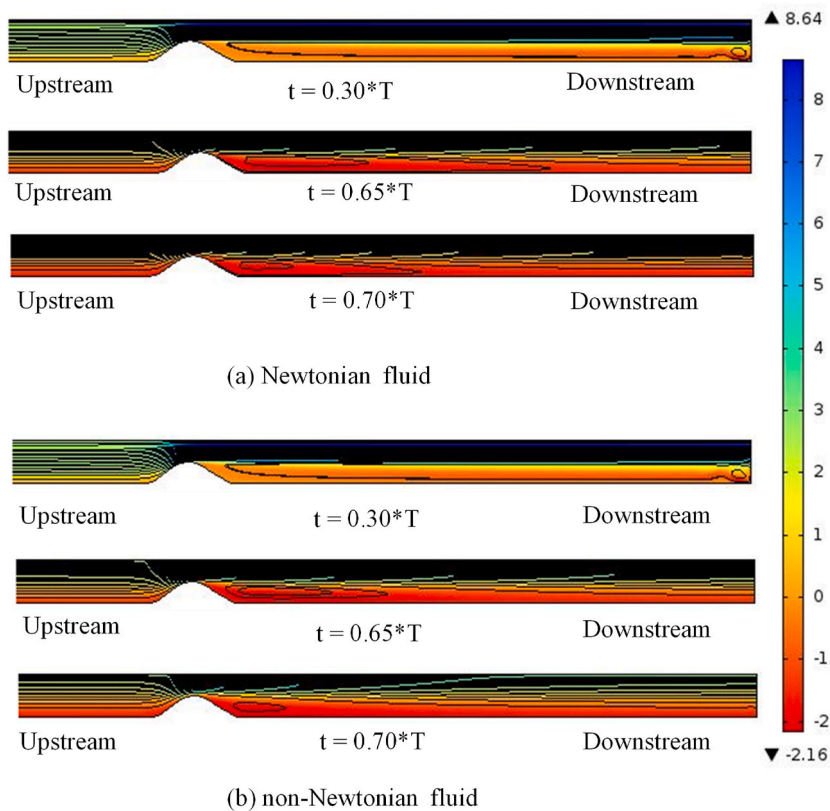 ▲ 8.64
Upstream t = 0.30*T Downstream
8
7
Upstream t = 0.65*T Downstream
6
5
Upstream t = 0.70*T Downstream
4
(a) Newtonian fluid
3
2
Upstream t = 0.30*T Downstream
1
0
Upstream t = 0.65*T Downstream
-1
-2
Upstream t = 0.70*T Downstream
▼ -2.16
(b) non-Newtonian fluid